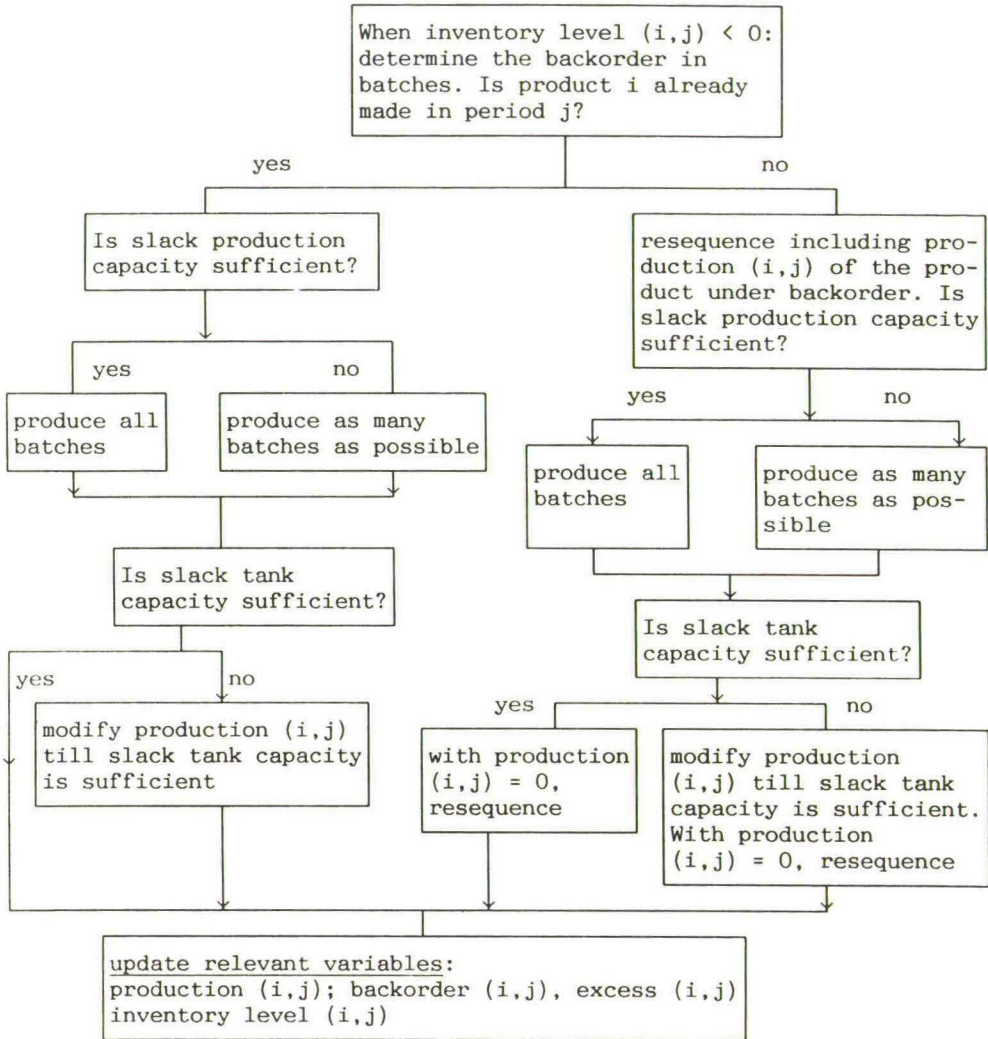 When inventory level (i,j) < 0:
determine the backorder in
batches. Is product i already
made in period j?
yes
no
Is slack production
capacity sufficient?
yes
no
produce all
batches
produce as many
batches as possible
Is slack tank
capacity sufficient?
yes
no
modify production (i,j)
till slack tank capacity
is sufficient
resequence including pro-
duction (i,j) of the pro-
duct under backorder. Is
slack production capacity
sufficient?
yes
no
produce all
batches
produce as many
batches as pos-
sible
Is slack tank
capacity sufficient?
yes
no
with production
(i,j) = 0,
resequence
modify production
(i,j) till slack tank
capacity is sufficient.
With production
(i,j) = 0, resequence
update relevant variables:
production (i,j); backorder (i,j), excess (i,j)
inventory level (i,j)